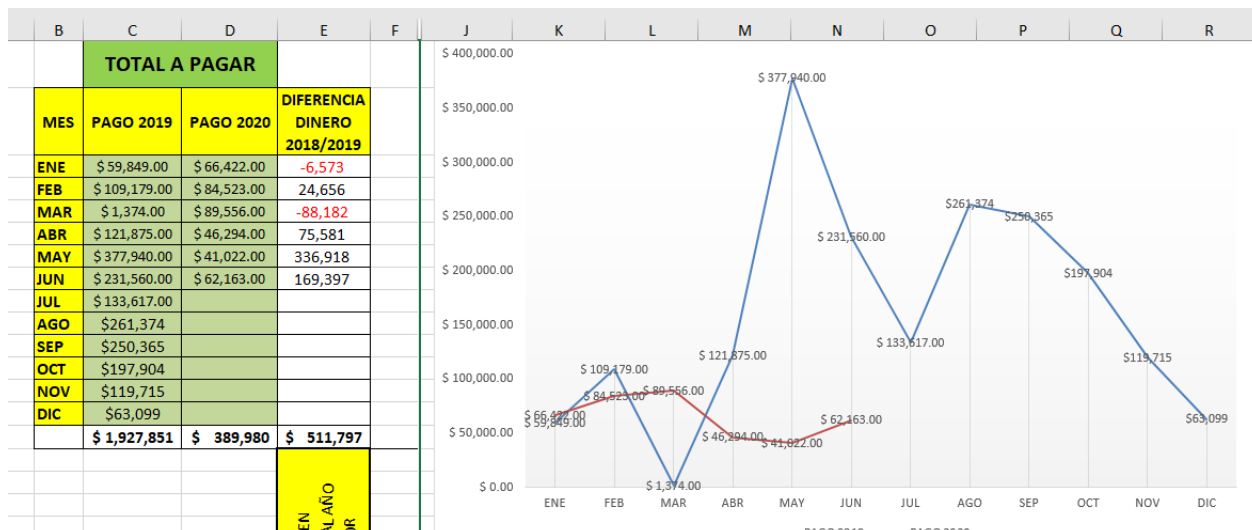 B C D E F J K L M N O P Q R
TOTAL A PAGAR
MES PAGO 2019 PAGO 2020 DIFERENCIA DINERO 2018/2019
ENE $ 59,849.00 $ 66,422.00 -6,573
FEB $ 109,179.00 $ 84,523.00 24,656
MAR $ 1,374.00 $ 89,556.00 -88,182
ABR $ 121,875.00 $ 46,294.00 75,581
MAY $ 377,940.00 $ 41,022.00 336,918
JUN $ 231,560.00 $ 62,163.00 169,397
JUL $ 133,617.00
AGO $261,374
SEP $250,365
OCT $197,904
NOV $119,715
DIC $63,099
$ 1,927,851 $ 389,980 $ 511,797
EN
AL AÑO
OR
$ 400,000.00
$ 350,000.00
$ 300,000.00
$ 250,000.00
$ 200,000.00
$ 150,000.00
$ 100,000.00
$ 50,000.00
$ 0.00
$ 377,940.00
$261,374
$250,365
$ 231,560.00
$197,904
$ 133,617.00
$ 121,875.00
$119,715
$ 109,179.00
$ 89,556.00
$ 84,523.00
$ 66,422.00
$ 59,849.00
$ 62,163.00
$63,099
$ 46,294.00
$ 41,022.00
$ 1,374.00
ENE FEB MAR ABR MAY JUN JUL AGO SEP OCT NOV DIC